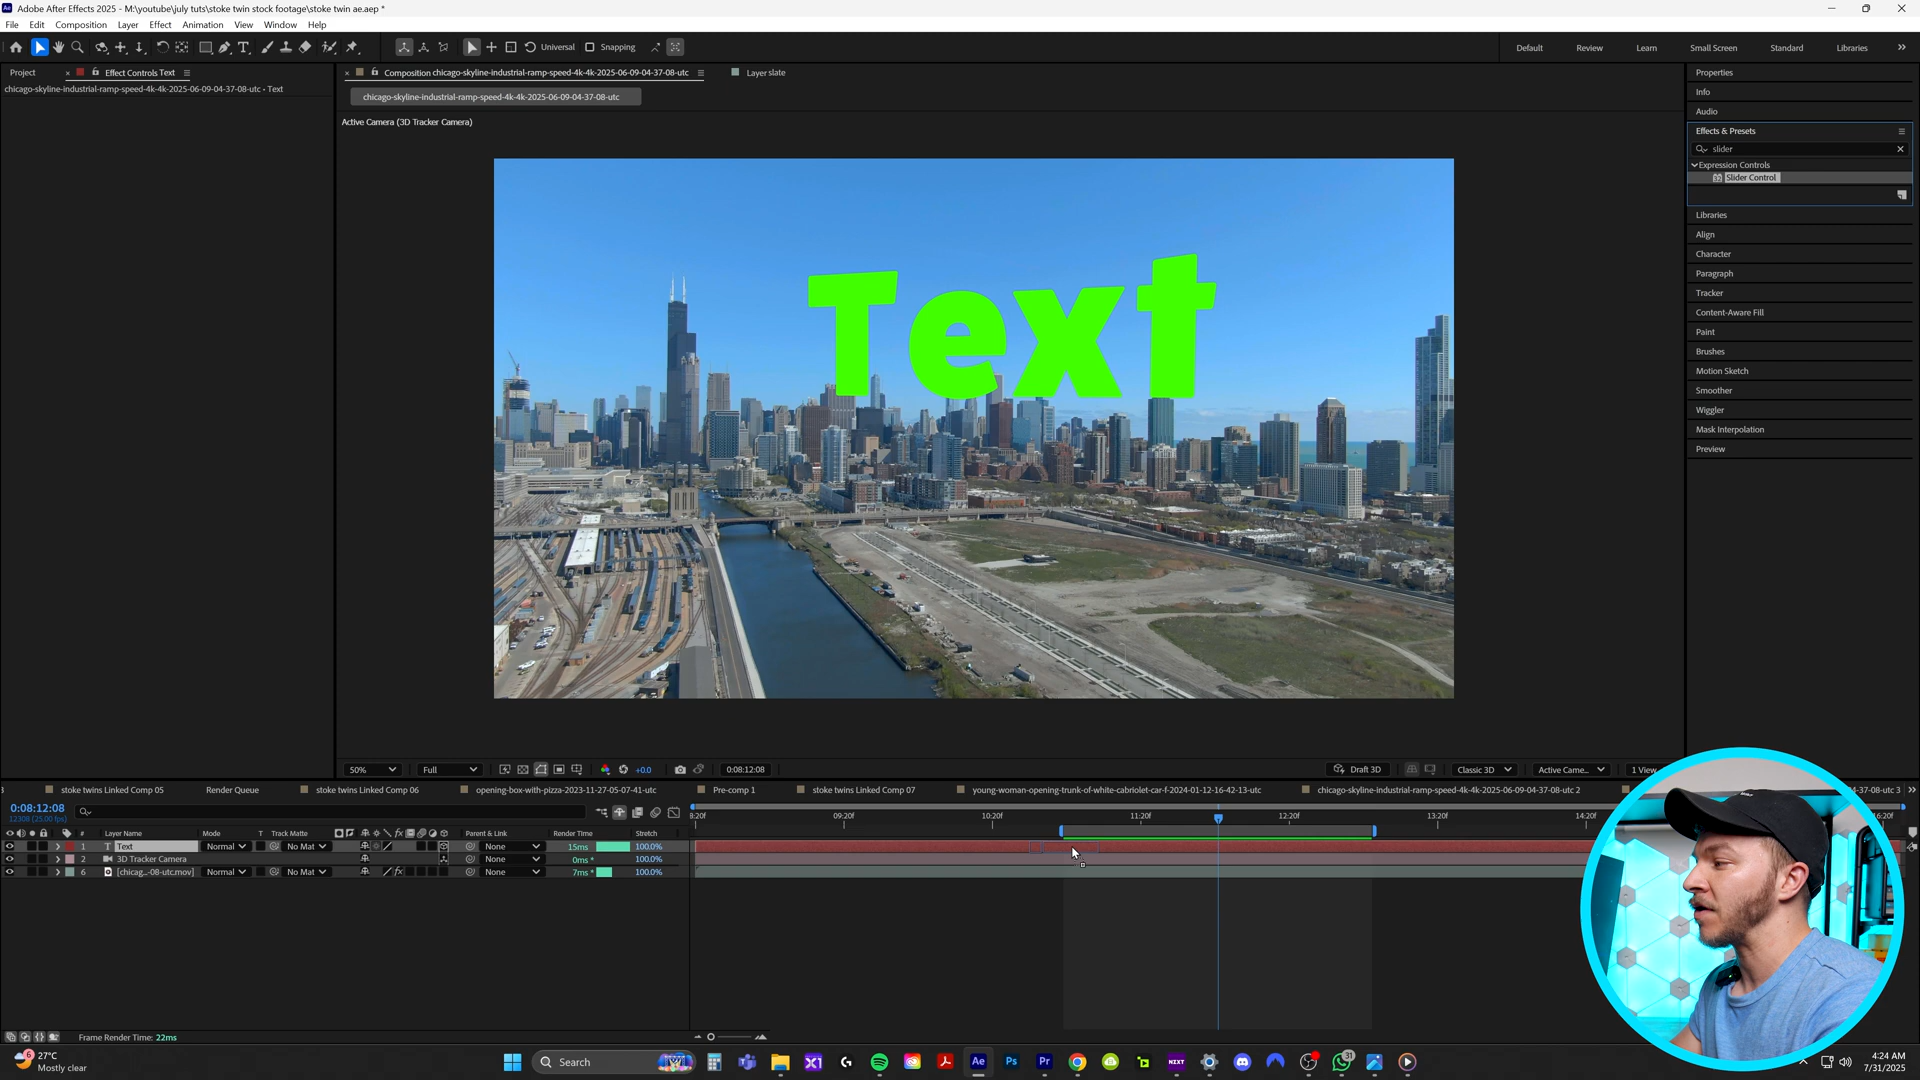 Adobe After Effects 2025 - M:\youtube\july tuts\stoke twin stock footage\stoke twin ae.aep *
File Edit Composition Layer Effect Animation View Window Help
Universal Snapping Default Review Learn Small Screen Standard Libraries
Project Effect Controls Text Composition chicago-skyline-industrial-ramp-speed-4k-4k-2025-06-09-04-37-08-utc Layer slate
chicago-skyline-industrial-ramp-speed-4k-4k-2025-06-09-04-37-08-utc • Text
chicago-skyline-industrial-ramp-speed-4k-4k-2025-06-09-04-37-08-utc
Active Camera (3D Tracker Camera)
Text
Properties
Info
Audio
Effects & Presets
slider
Expression Controls
Slider Control
Libraries
Align
Character
Paragraph
Tracker
Content-Aware Fill
Paint
Brushes
Motion Sketch
Smoother
Wiggler
Mask Interpolation
Preview
50% Full +0.0 0:08:12:08 Draft 3D Classic 3D Active Came... 1 View
3 stoke twins Linked Comp 05 Render Queue stoke twins Linked Comp 06 opening-box-with-pizza-2023-11-27-05-07-41-utc Pre-comp 1 stoke twins Linked Comp 07 young-woman-opening-trunk-of-white-cabriolet-car-f-2024-01-12-16-42-13-utc chicago-skyline-industrial-ramp-speed-4k-4k-2025-06-09-04-37-08-utc 2
0:08:12:08
12308 (25.00 fps)
09:20f 10:20f 11:20f 12:20f 13:20f 14:20f
# Layer Name Mode T Track Matte Parent & Link Render Time Stretch
1 T Text Normal No Mat None 15ms 100.0%
2 3D Tracker Camera None 0ms * 100.0%
6 [chicag...-08-utc.mov] Normal No Mat None 7ms * 100.0%
Frame Render Time: 22ms
27°C
Mostly clear
Search
4:24 AM
7/31/2025